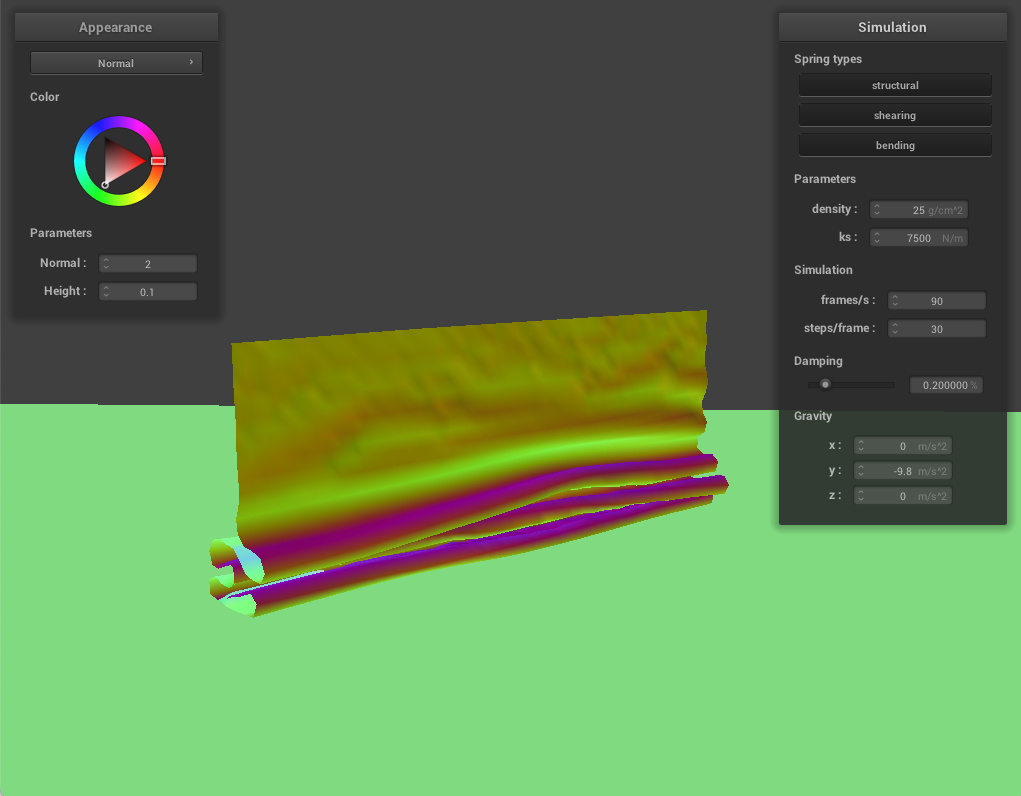 Appearance
Normal
Color
Parameters
Normal : 2
Height : 0.1
Simulation
Spring types
structural
shearing
bending
Parameters
density : 25 g/cm^2
ks : 7500 N/m
Simulation
frames/s : 90
steps/frame : 30
Damping
0.200000 %
Gravity
x : 0 m/s^2
y : -9.8 m/s^2
z : 0 m/s^2